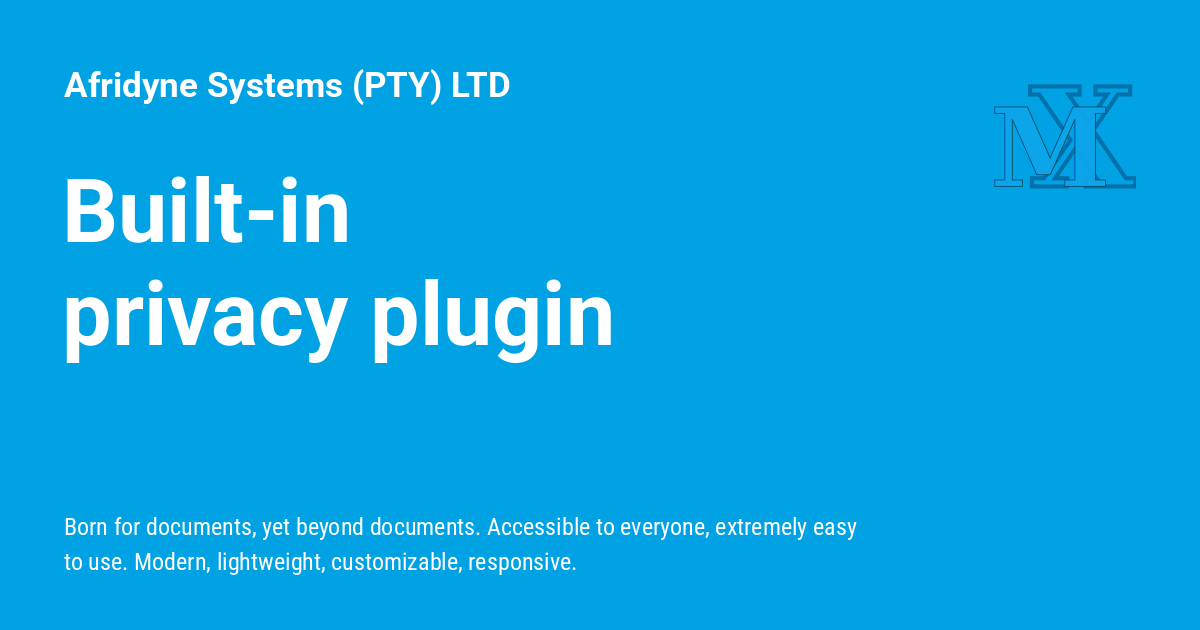 Afridyne Systems (PTY) LTD
MX
Built-in
privacy plugin
Born for documents, yet beyond documents. Accessible to everyone, extremely easy
to use. Modern, lightweight, customizable, responsive.